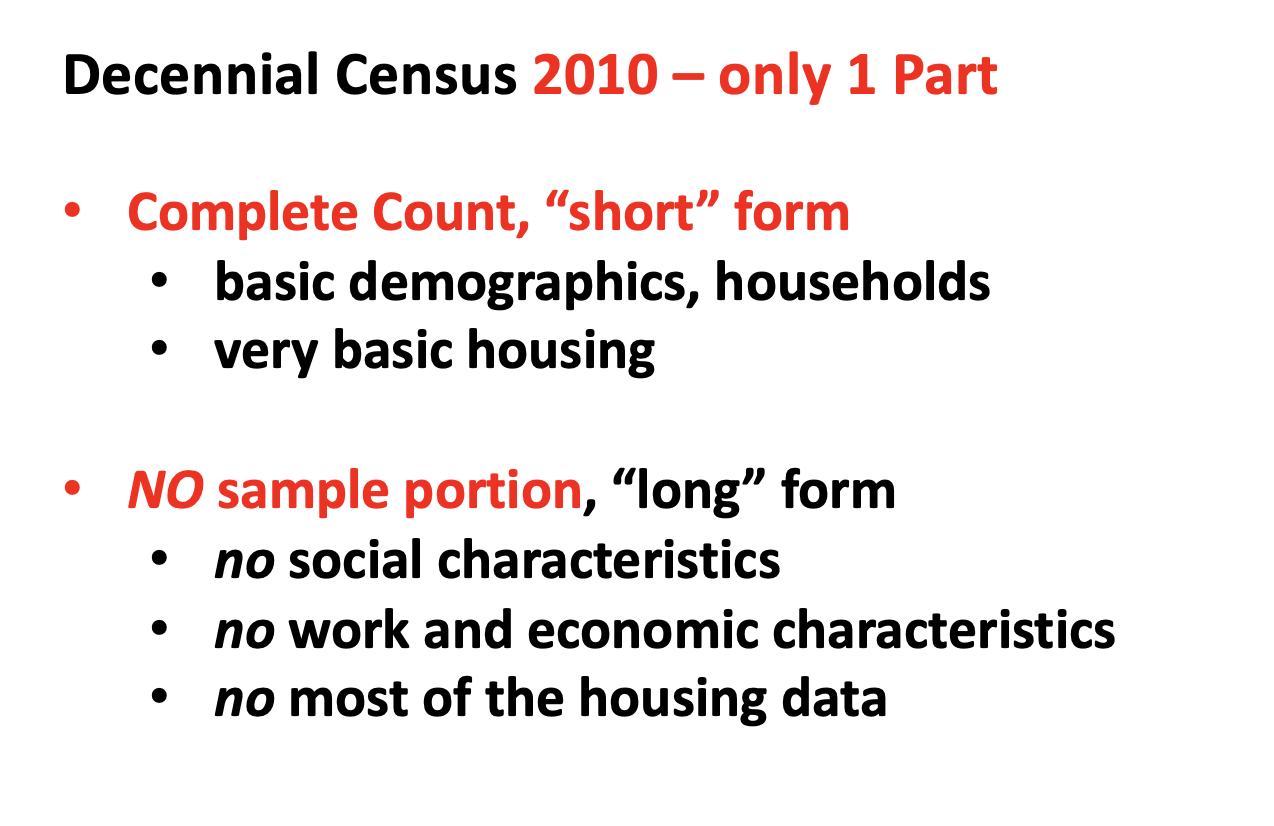 Decennial Census 2010 – only 1 Part
• Complete Count, “short” form
• basic demographics, households
• very basic housing
• NO sample portion, “long” form
• no social characteristics
• no work and economic characteristics
• no most of the housing data